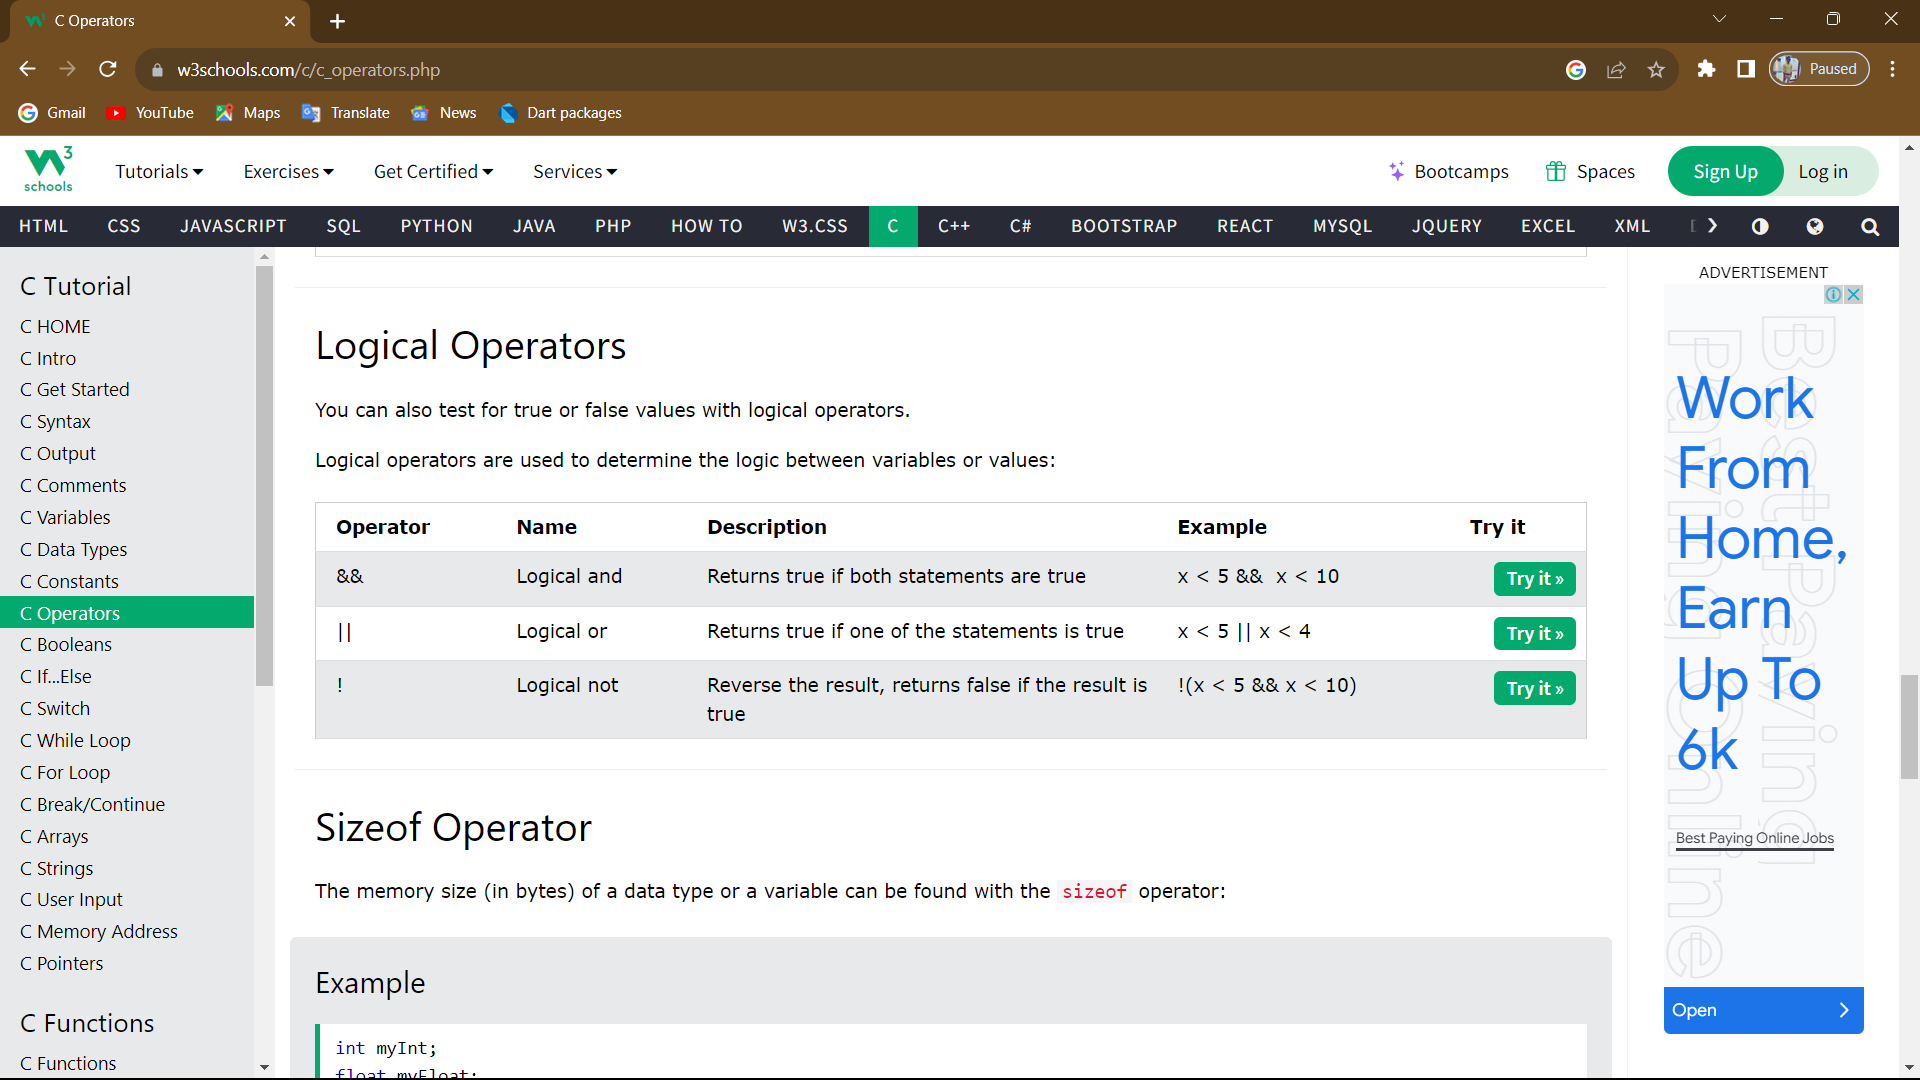 C Operators
w3schools.com/c/c_operators.php
Paused
Gmail YouTube Maps Translate News Dart packages
3
schools
Tutorials Exercises Get Certified Services Bootcamps Spaces Sign Up Log in
HTML CSS JAVASCRIPT SQL PYTHON JAVA PHP HOW TO W3.CSS C C++ C# BOOTSTRAP REACT MYSQL JQUERY EXCEL XML
C Tutorial
C HOME
C Intro
C Get Started
C Syntax
C Output
C Comments
C Variables
C Data Types
C Constants
C Operators
C Booleans
C If...Else
C Switch
C While Loop
C For Loop
C Break/Continue
C Arrays
C Strings
C User Input
C Memory Address
C Pointers
C Functions
C Functions
Logical Operators
You can also test for true or false values with logical operators.
Logical operators are used to determine the logic between variables or values:
Operator Name Description Example Try it
&& Logical and Returns true if both statements are true x < 5 &&  x < 10 Try it »
|| Logical or Returns true if one of the statements is true x < 5 || x < 4 Try it »
! Logical not Reverse the result, returns false if the result is !(x < 5 && x < 10) Try it »
true
Sizeof Operator
The memory size (in bytes) of a data type or a variable can be found with the sizeof operator:
Example
int myInt;
float myFloat;
ADVERTISEMENT
Best Paying Online
Work
From
Home,
Earn
Up To
6k
Best Paying Online Jobs
Open